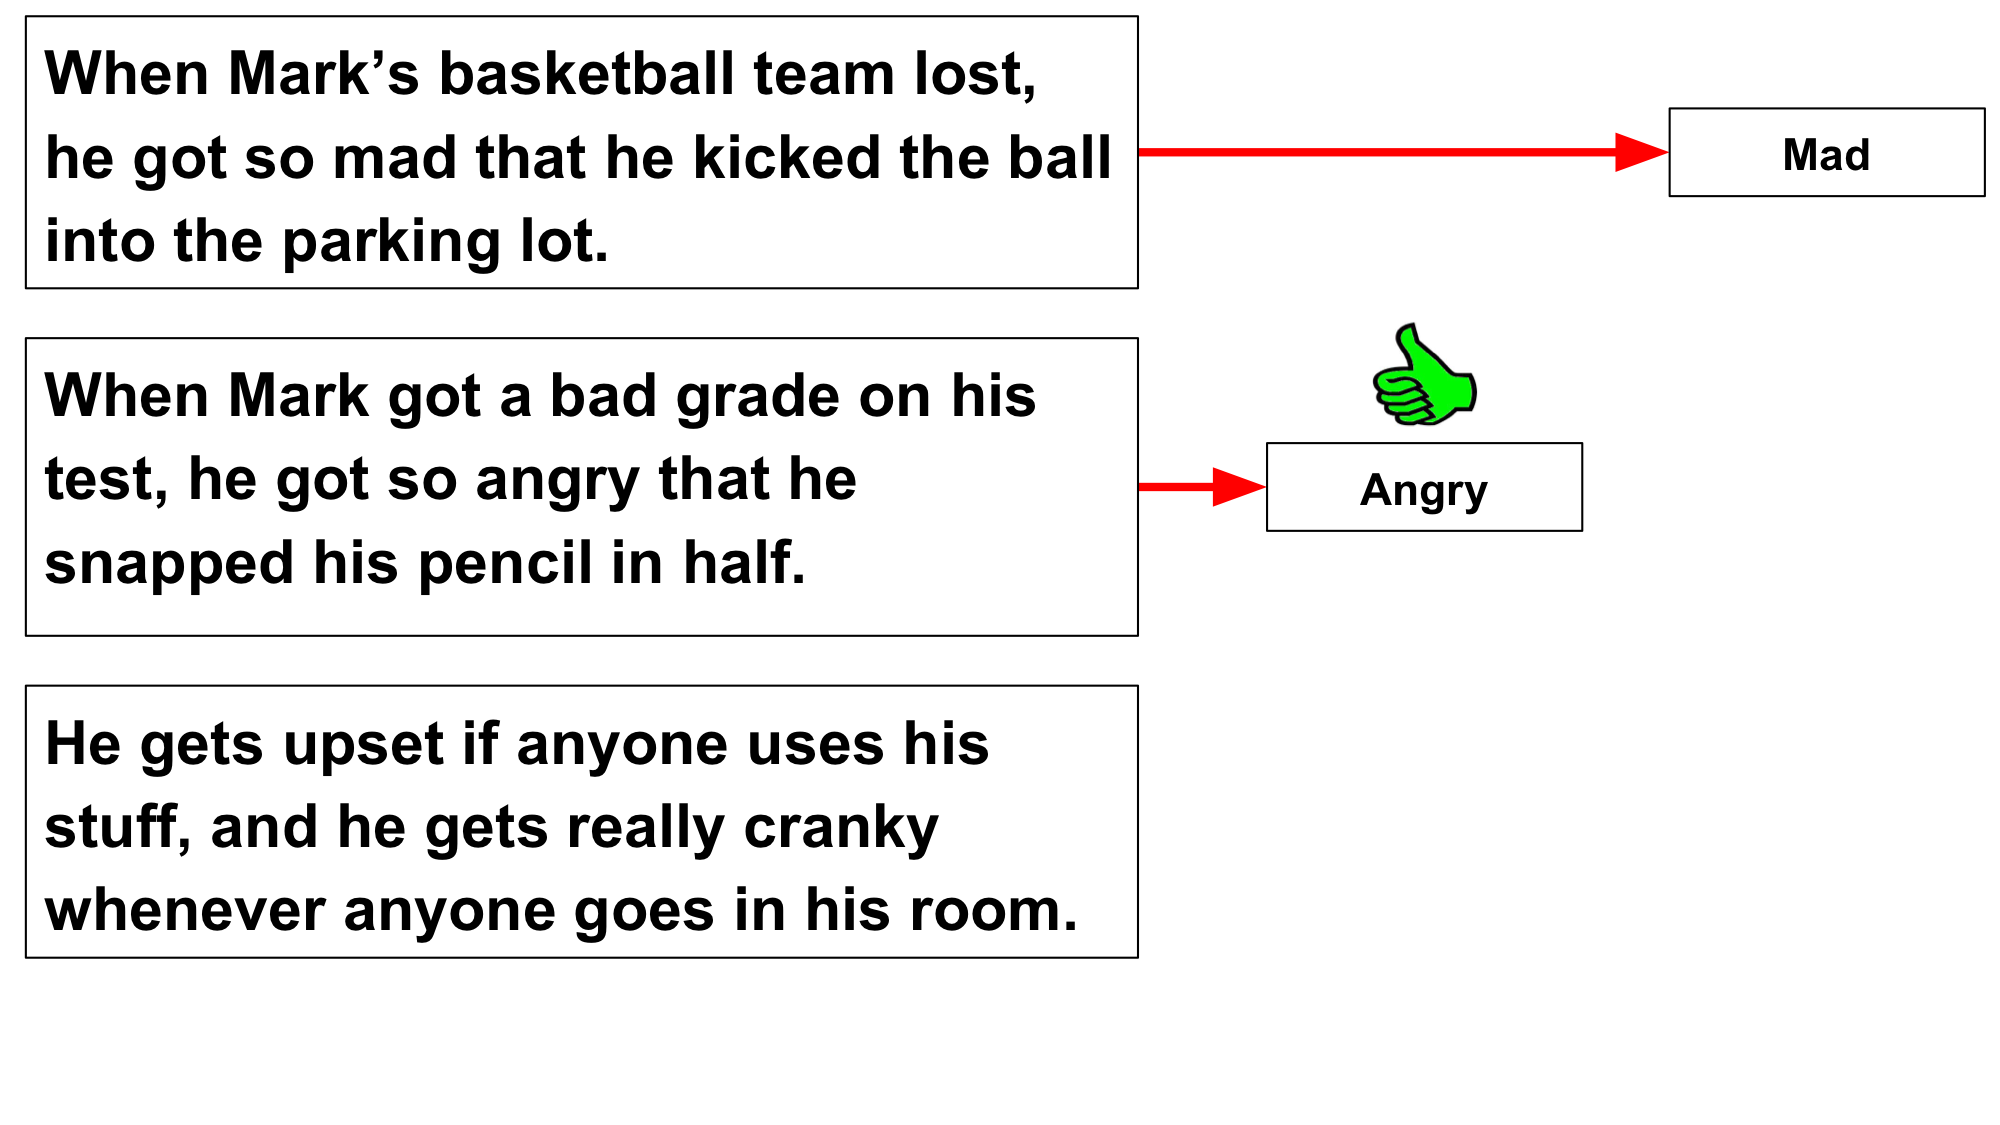 When Mark’s basketball team lost,
he got so mad that he kicked the ball
into the parking lot.
Mad
When Mark got a bad grade on his
test, he got so angry that he
snapped his pencil in half.
Angry
He gets upset if anyone uses his
stuff, and he gets really cranky
whenever anyone goes in his room.